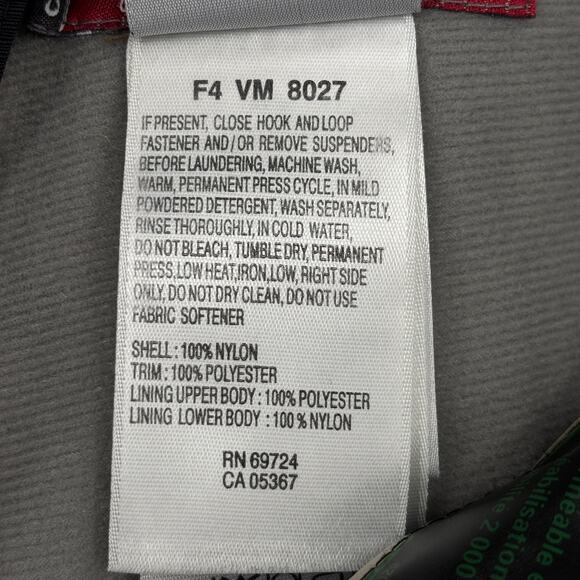 F4 VM 8027
IF PRESENT, CLOSE HOOK AND LOOP
FASTENER AND/OR REMOVE SUSPENDERS,
BEFORE LAUNDERING, MACHINE WASH,
WARM, PERMANENT PRESS CYCLE, IN MILD
POWDERED DETERGENT, WASH SEPARATELY,
RINSE THOROUGHLY, IN COLD WATER,
DO NOT BLEACH, TUMBLE DRY, PERMANENT
PRESS.LOW HEAT,IRON,LOW, RIGHT SIDE
ONLY, DO NOT DRY CLEAN, DO NOT USE
FABRIC SOFTENER
SHELL : 100% NYLON
TRIM : 100% POLYESTER
LINING UPPER BODY : 100% POLYESTER
LINING LOWER BODY : 100 % NYLON
RN 69724
CA 05367
meable
abilisation
2 000